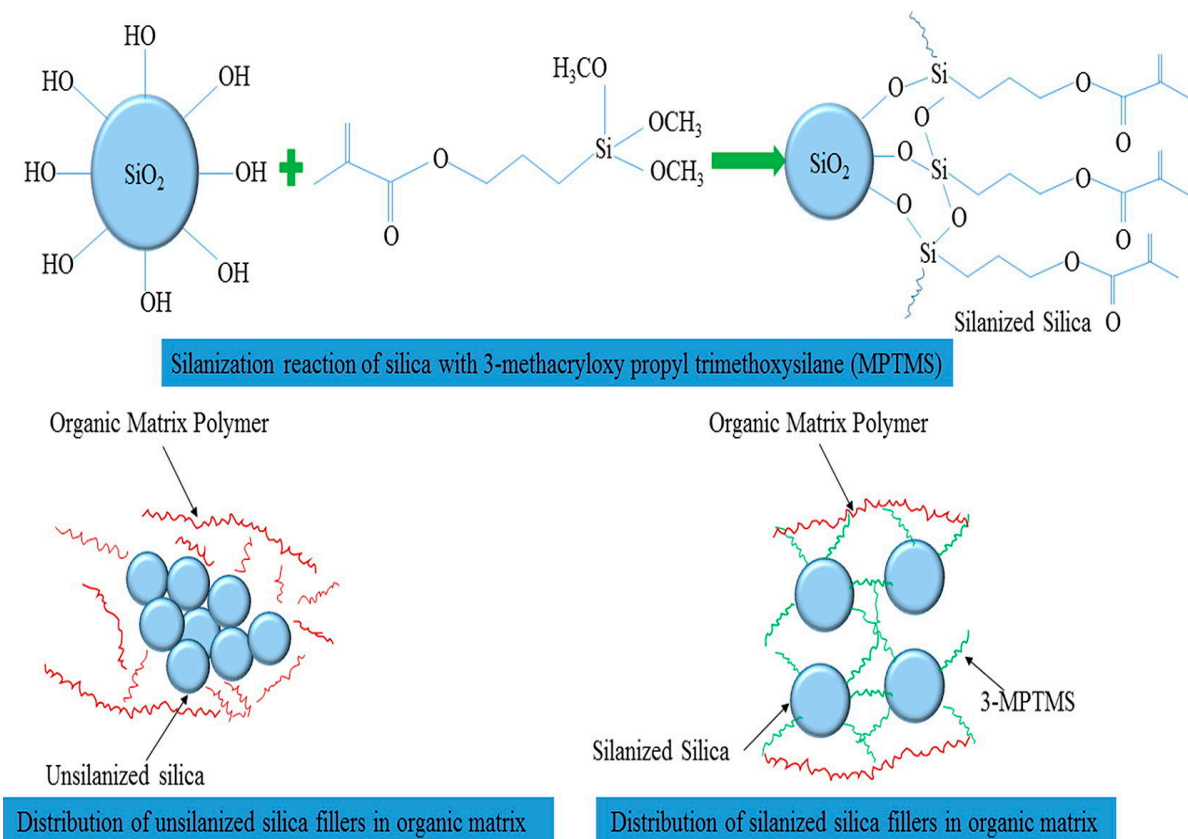 HO
HO
OH
HO
OH
HO
HO
OH
OH
SiO2
H3CO
Si
OCH3
OCH3
O
O
SiO2
O
Si
O
O
O
O
Si
O
O
O
O
Si
O
O
Silanized Silica
Silanization reaction of silica with 3-methacryloxy propyl trimethoxysilane (MPTMS)
Organic Matrix Polymer
Unsilanized silica
Distribution of unsilanized silica fillers in organic matrix
Organic Matrix Polymer
3-MPTMS
Silanized Silica
Distribution of silanized silica fillers in organic matrix